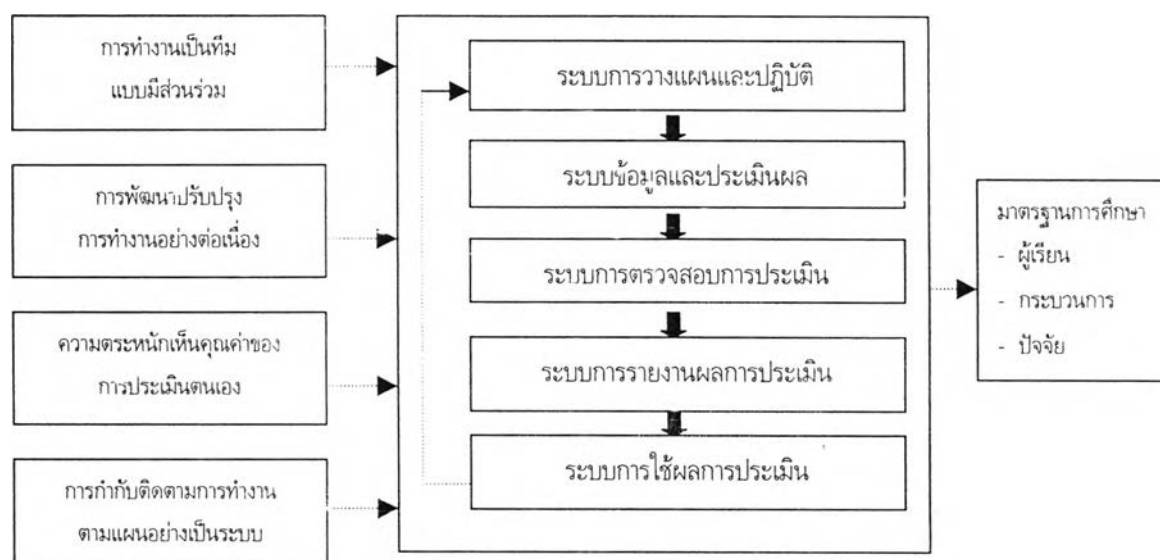 การทำงานเป็นทีม
แบบมีส่วนร่วม
การพัฒนาปรับปรุง
การทำงานอย่างต่อเนื่อง
ความตระหนักเห็นคุณค่าของ
การประเมินตนเอง
การกำกับติดตามการทำงาน
ตามแผนอย่างเป็นระบบ
ระบบการวางแผนและปฏิบัติ
ระบบข้อมูลและประเมินผล
ระบบการตรวจสอบการประเมิน
ระบบการรายงานผลการประเมิน
ระบบการใช้ผลการประเมิน
มาตรฐานการศึกษา
- ผู้เรียน
- กระบวนการ
- ปัจจัย